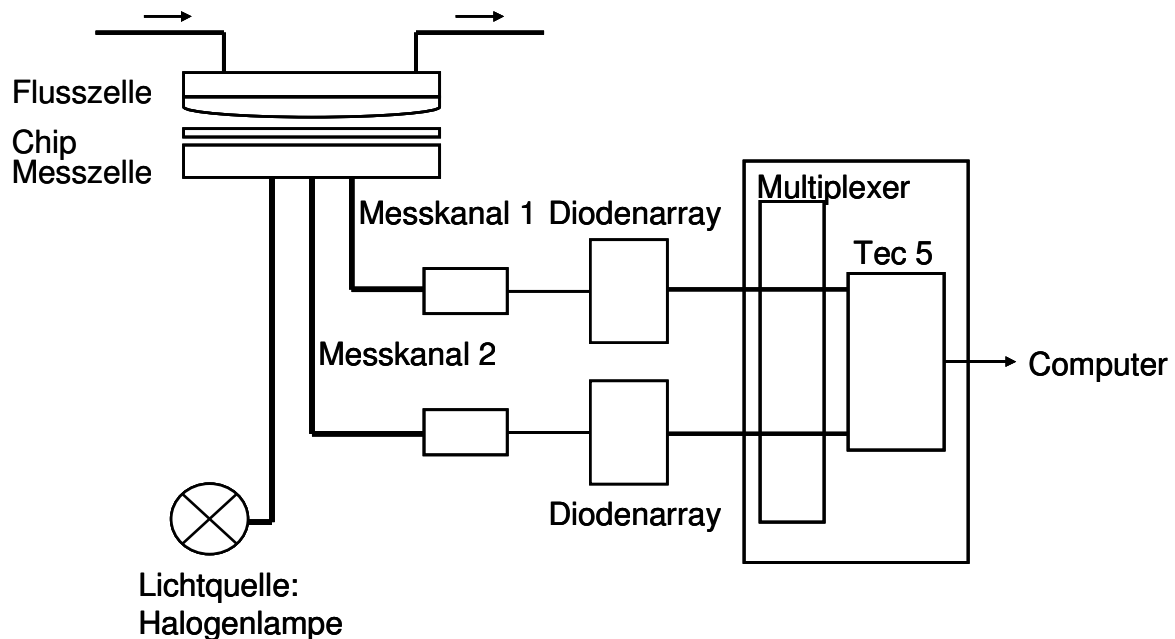 Flusszelle
Chip
Messzelle
Multiplexer
Messkanal 1
Diodenarray
Tec 5
Messkanal 2
Computer
Diodenarray
Lichtquelle:
Halogenlampe